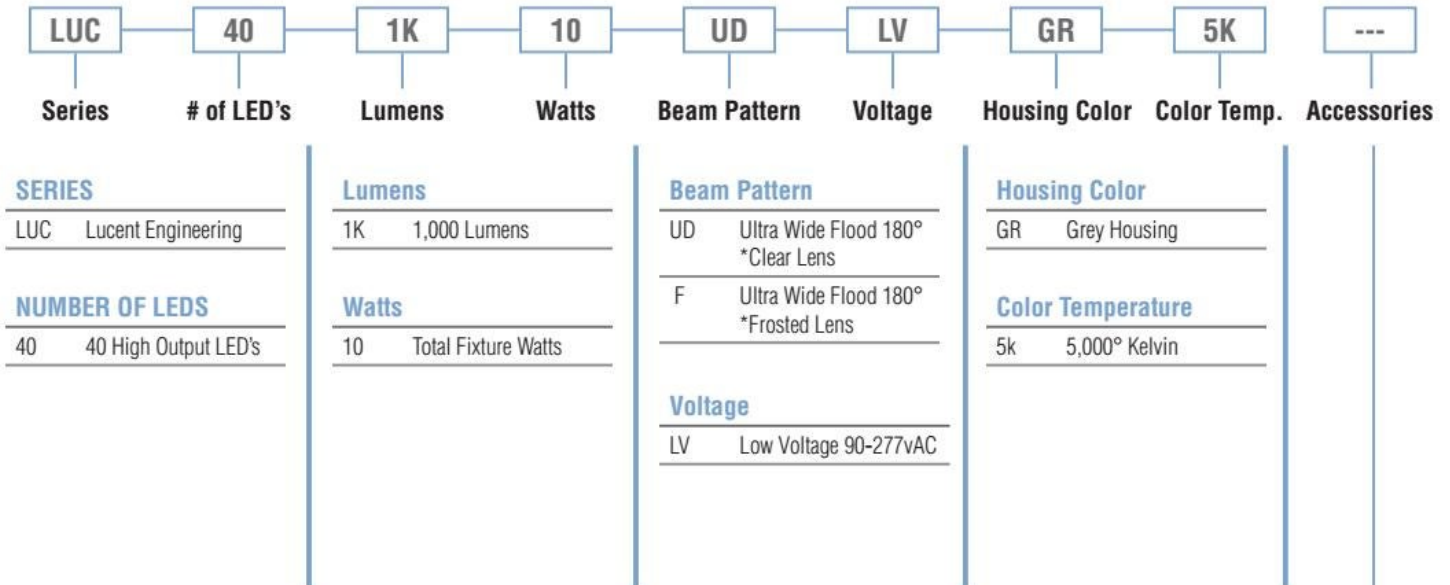 LUC 40 1K 10 UD LV GR 5K ---
Series # of LED's Lumens Watts Beam Pattern Voltage Housing Color Color Temp. Accessories
SERIES
LUC Lucent Engineering
NUMBER OF LEDS
40 40 High Output LED's
Lumens
1K 1,000 Lumens
Watts
10 Total Fixture Watts
Beam Pattern
UD Ultra Wide Flood 180°
*Clear Lens
F Ultra Wide Flood 180°
*Frosted Lens
Voltage
LV Low Voltage 90-277vAC
Housing Color
GR Grey Housing
Color Temperature
5k 5,000° Kelvin